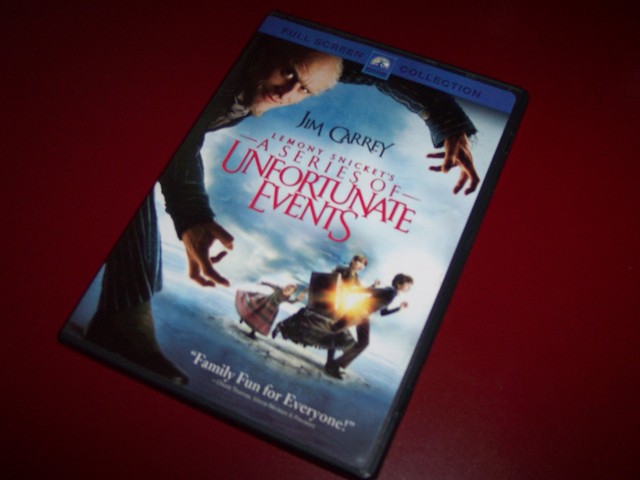 FULL SCREEN COLLECTION
JIM CARREY
LEMONY SNICKET'S
A SERIES OF
UNFORTUNATE
EVENTS
"Family Fun for Everyone!"